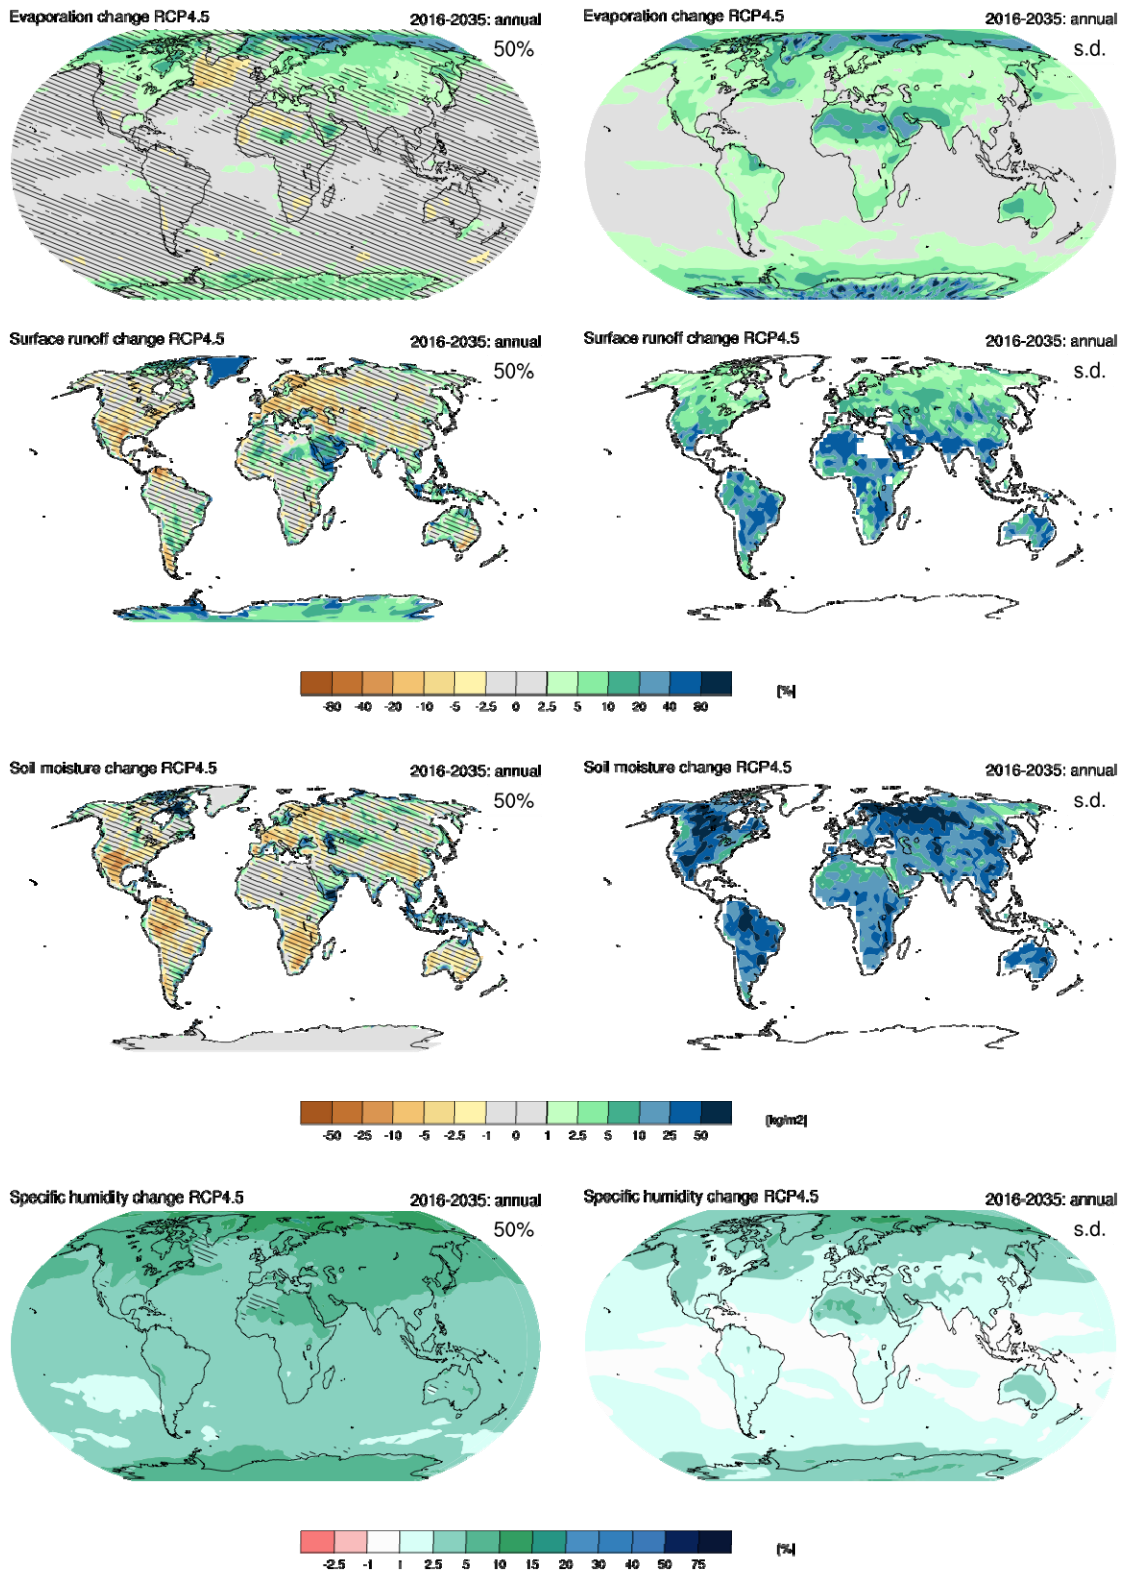 Evaporation change RCP4.5 2016-2035: annual
50%
Evaporation change RCP4.5 2016-2035: annual
s.d.
Surface runoff change RCP4.5 2016-2035: annual
50%
Surface runoff change RCP4.5 2016-2035: annual
s.d.
-80 -40 -20 -10 -5 -2.5 0 2.5 5 10 20 40 80 [%]
Soil moisture change RCP4.5 2016-2035: annual
50%
Soil moisture change RCP4.5 2016-2035: annual
s.d.
-50 -25 -10 -5 -2.5 -1 0 1 2.5 5 10 25 50 [kg/m2]
Specific humidity change RCP4.5 2016-2035: annual
50%
Specific humidity change RCP4.5 2016-2035: annual
s.d.
-2.5 -1 1 2.5 5 10 15 20 30 40 50 75 [%]